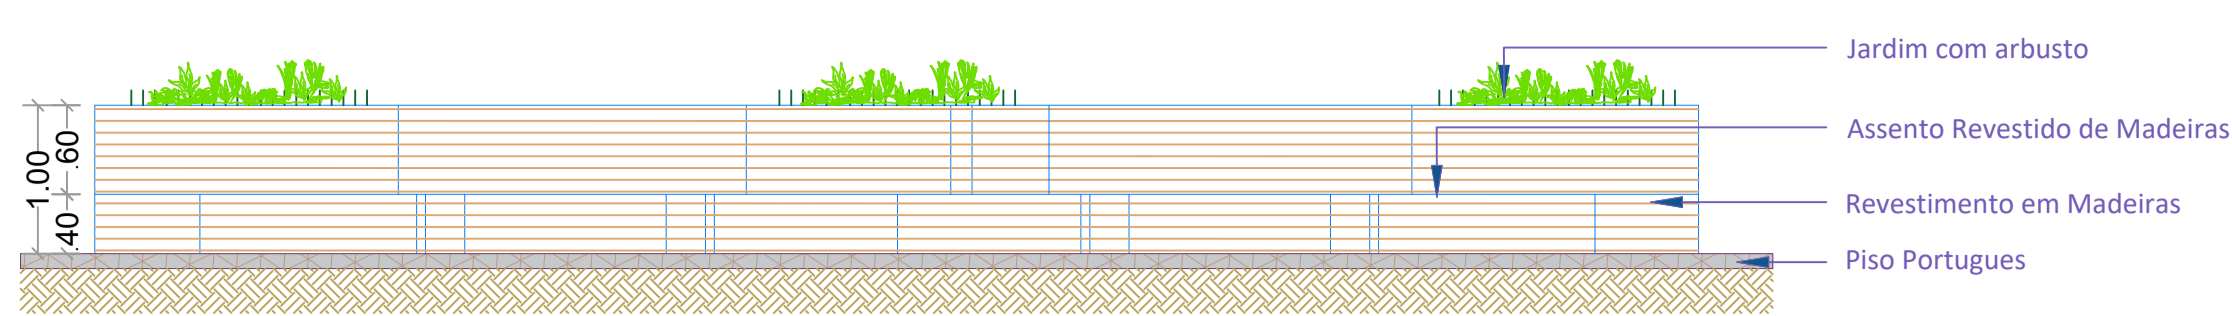 Jardim com arbusto
Assento Revestido de Madeiras
Revestimento em Madeiras
Piso Portugues
1.00
.60
.40